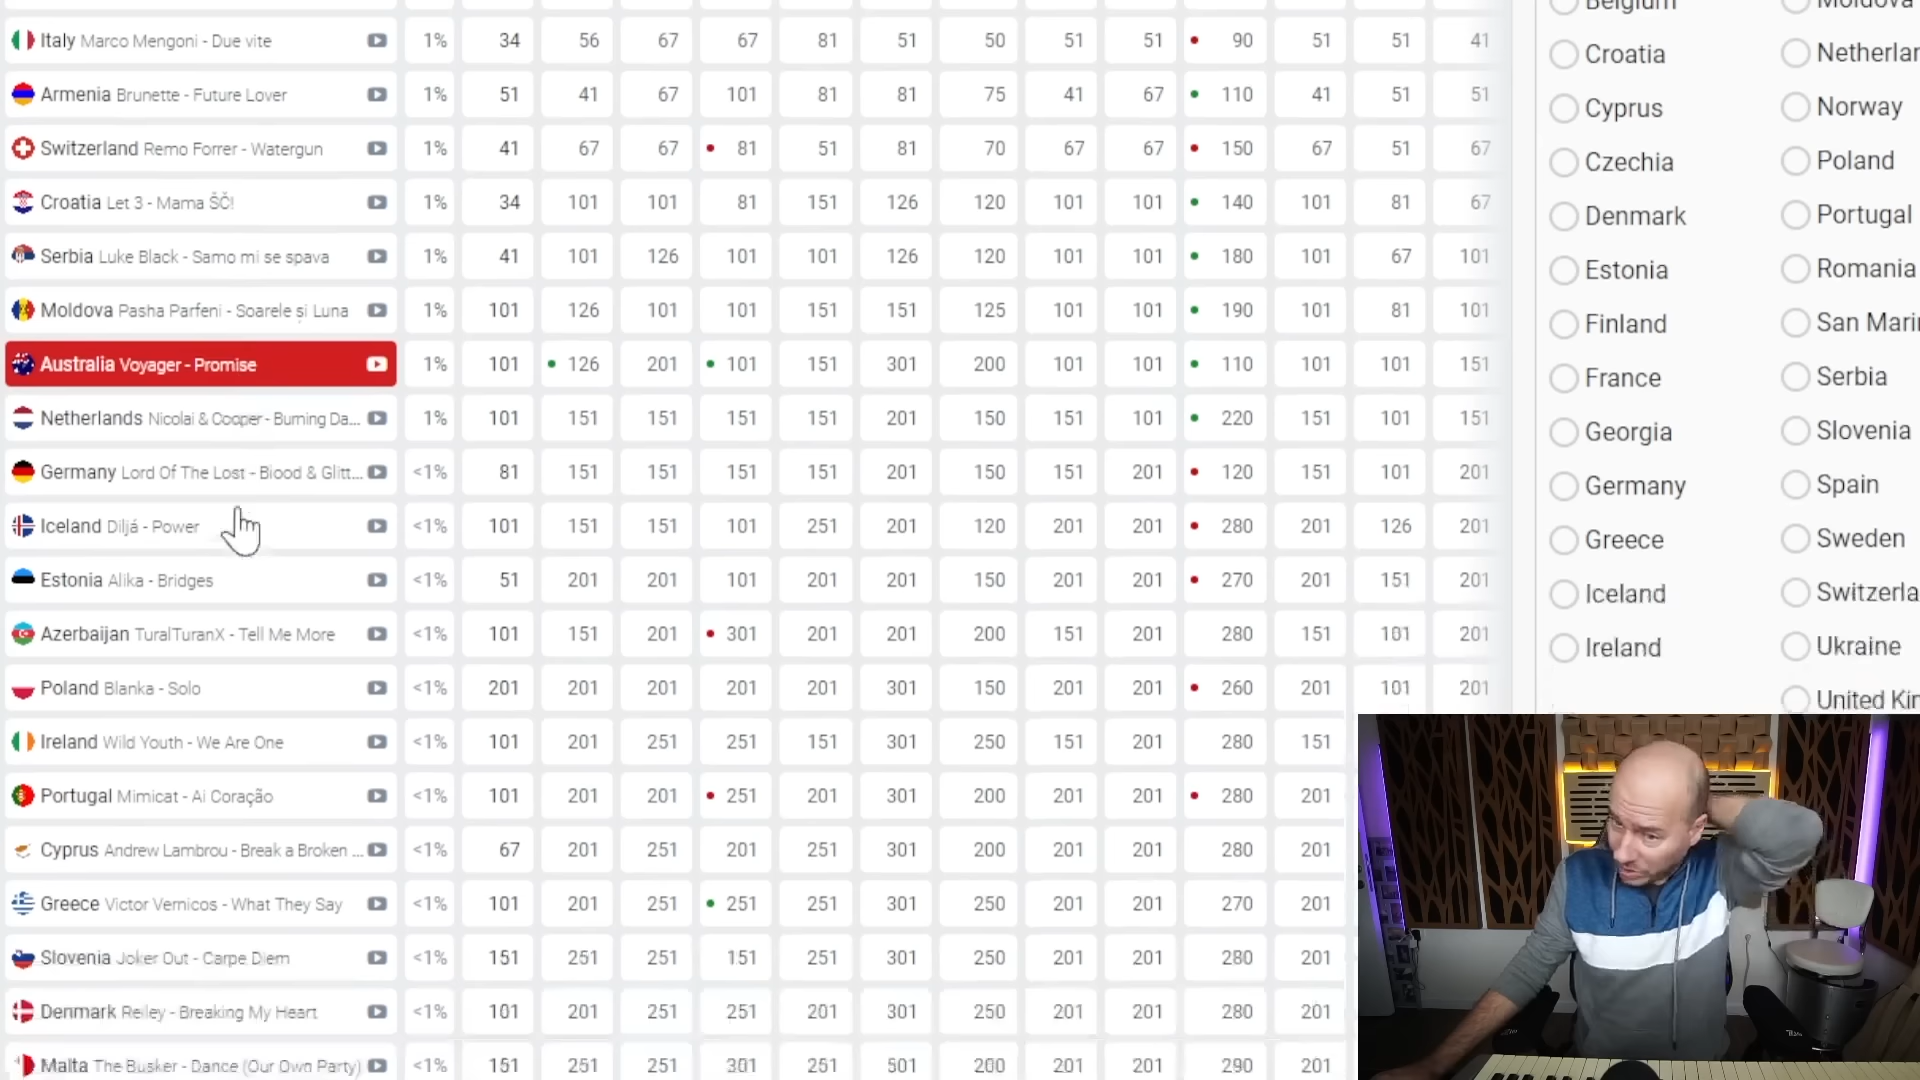 Italy Marco Mengoni - Due vite 1% 34 56 67 67 81 51 50 51 51 90 51 51 41
Armenia Brunette - Future Lover 1% 51 41 67 101 81 81 75 41 67 110 41 51 51
Switzerland Remo Forrer - Watergun 1% 41 67 67 81 51 81 70 67 67 150 67 51 67
Croatia Let 3 - Mama ŠČ! 1% 34 101 101 81 151 126 120 101 101 140 101 81 67
Serbia Luke Black - Samo mi se spava 1% 41 101 126 101 101 126 120 101 101 180 101 67 101
Moldova Pasha Parfeni - Soarele și Luna 1% 101 126 101 101 151 151 125 101 101 190 101 81 101
Australia Voyager - Promise 1% 101 126 201 101 151 301 200 101 101 110 101 101 151
Netherlands Nicolai & Cooper - Burning Da... 1% 101 151 151 151 151 201 150 151 101 220 151 101 151
Germany Lord Of The Lost - Blood & Glitt... <1% 81 151 151 151 151 201 150 151 201 120 151 101 201
Iceland Diljá - Power <1% 101 151 151 101 251 201 120 201 201 280 201 126 201
Estonia Alika - Bridges <1% 51 201 201 101 201 201 150 201 201 270 201 151 201
Azerbaijan TuralTuranX - Tell Me More <1% 101 151 201 301 201 201 200 151 201 280 151 101 201
Poland Blanka - Solo <1% 201 201 201 201 201 301 150 201 201 260 201 101 201
Ireland Wild Youth - We Are One <1% 101 201 251 251 151 301 250 151 201 280 151
Portugal Mimicat - Ai Coração <1% 101 201 201 251 201 301 200 201 201 280 201
Cyprus Andrew Lambrou - Break a Broken ... <1% 67 201 251 201 251 301 200 201 201 280 201
Greece Victor Vernicos - What They Say <1% 101 201 251 251 251 301 250 201 201 270 201
Slovenia Joker Out - Carpe Diem <1% 151 251 251 151 251 301 250 201 201 280 201
Denmark Reiley - Breaking My Heart <1% 101 201 251 251 201 301 250 201 201 280 201
Malta The Busker - Dance (Our Own Party) <1% 151 251 251 301 251 501 200 201 201 290 201
Belgium Moldova
Croatia Netherlan
Cyprus Norway
Czechia Poland
Denmark Portugal
Estonia Romania
Finland San Mari
France Serbia
Georgia Slovenia
Germany Spain
Greece Sweden
Iceland Switzerla
Ireland Ukraine
United Kin